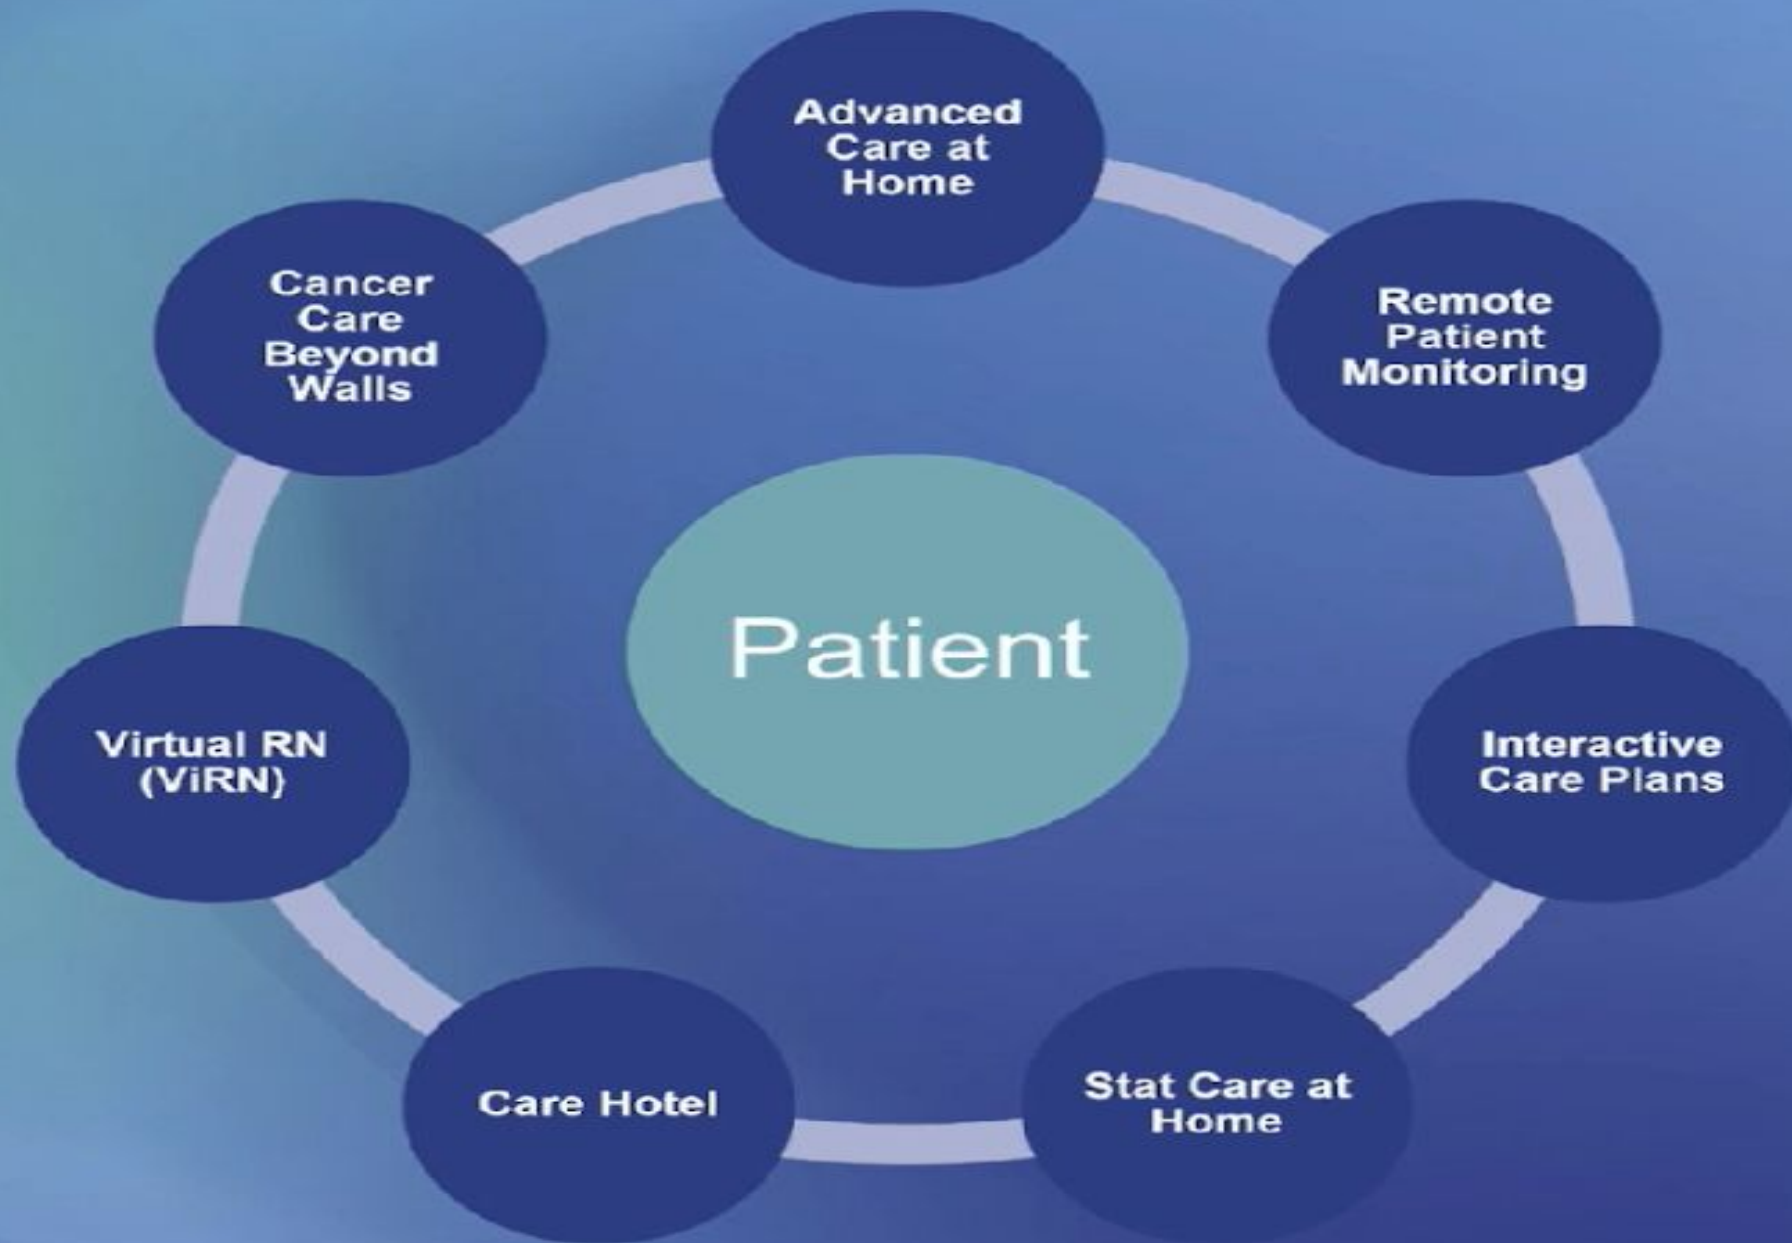 Advanced
Care at
Home
Remote
Patient
Monitoring
Interactive
Care Plans
Stat Care at
Home
Care Hotel
Virtual RN
(ViRN)
Cancer
Care
Beyond
Walls
Patient